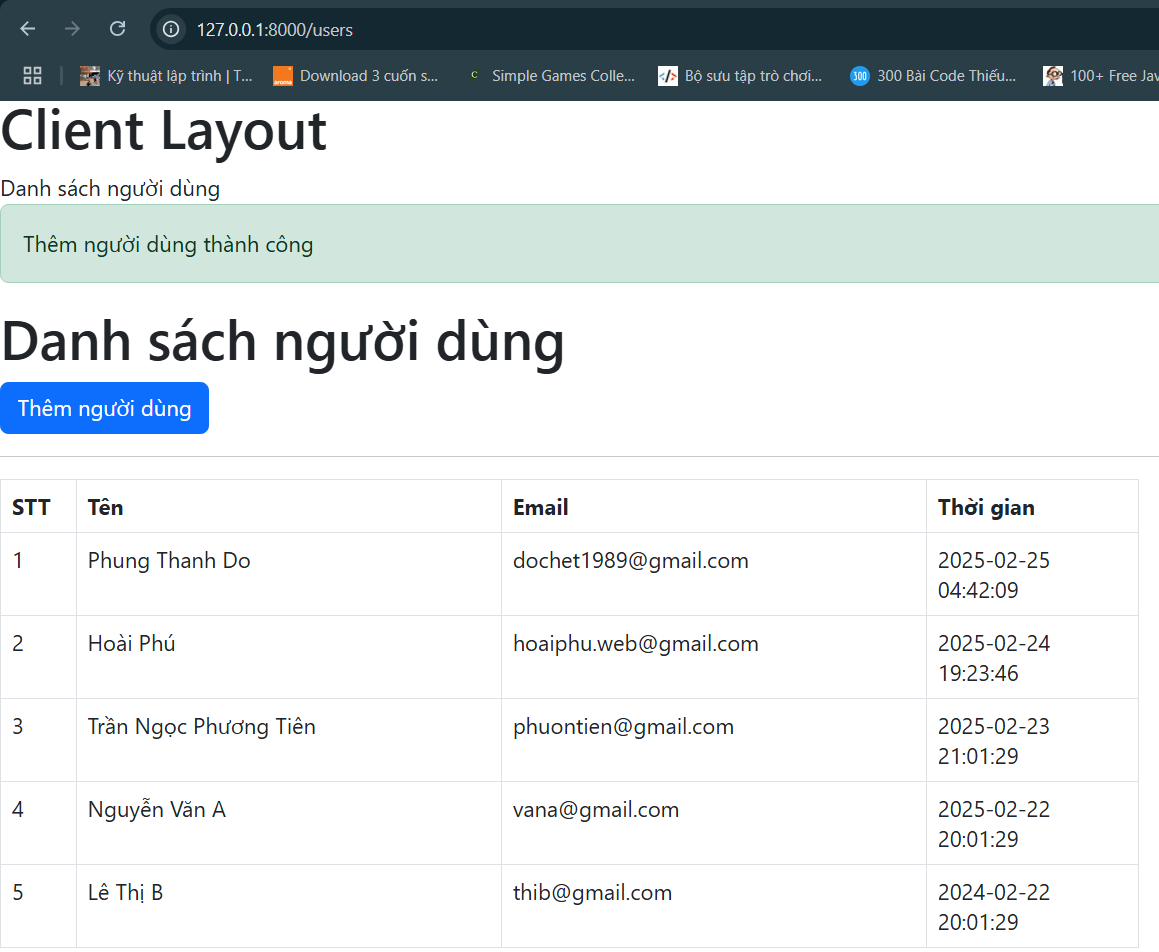 127.0.0.1:8000/users
Kỹ thuật lập trình | T... Download 3 cuốn s... Simple Games Colle... Bộ sưu tập trò chơi... 300 Bài Code Thiếu... 100+ Free Jav
Client Layout
Danh sách người dùng
Thêm người dùng thành công
Danh sách người dùng
Thêm người dùng
STT Tên Email Thời gian
1 Phung Thanh Do dochet1989@gmail.com 2025-02-25
04:42:09
2 Hoài Phú hoaiphu.web@gmail.com 2025-02-24
19:23:46
3 Trần Ngọc Phương Tiên phuontien@gmail.com 2025-02-23
21:01:29
4 Nguyễn Văn A vana@gmail.com 2025-02-22
20:01:29
5 Lê Thị B thib@gmail.com 2024-02-22
20:01:29